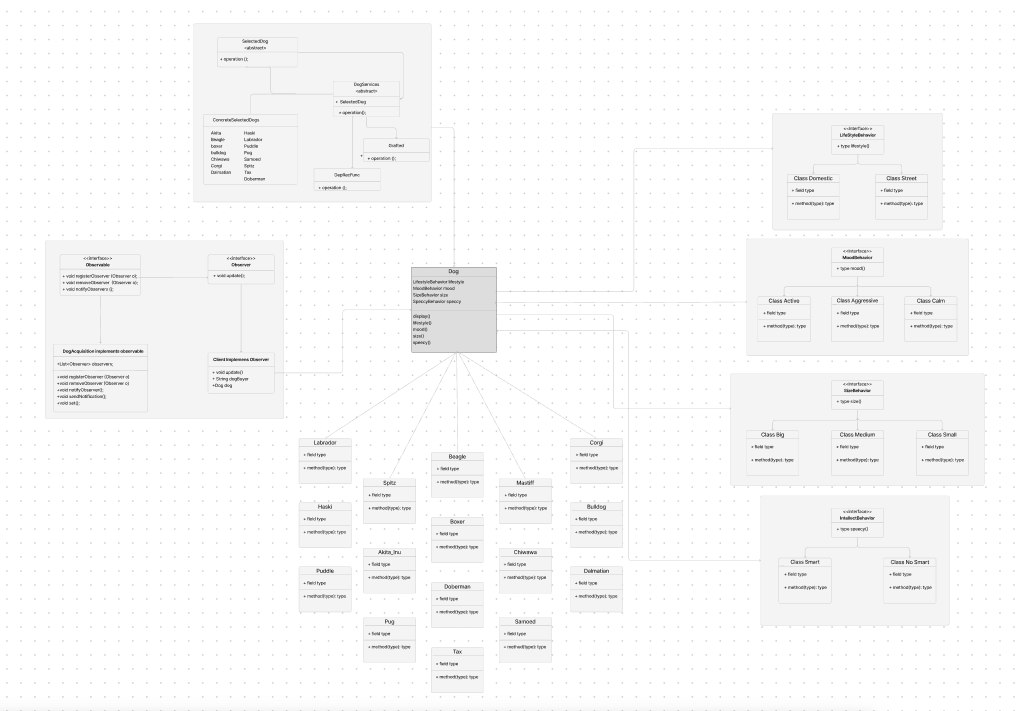 SelectedDog
<abstract>
+ operation ();
DogServices
<abstract>
+ SelectedDog
+ operation();
ConcreteSelectedDogs
Akita Haski
Beagle Labrador
boxer Puddle
bulldog Pug
Chivawa Samoed
Corgi Spitz
Dalmatian Tax
Doberman
Grafted
+ operation ();
DepRecFunc
+ operation ();
<<interface>>
LifeStyleBehavior
+ type lifestyle()
Class Domestic
+ field type
+ method(type): type
Class Street
+ field type
+ method(type): type
<<interface>>
Observable
+ void registerObserver (Observer o);
+ void removeObserver (Observer o);
+ void notifyObservers ();
<<interface>>
Observer
+ void update();
DogAcquisition implements observable
+List<Observer> observers;
+void registerObserver (Observer o)
+void removeObserver (Observer o)
+void notifyObserver();
+void sendNotification();
+void set();
Client Implemens Observer
+ void update()
+ String dogBayer
+Dog dog
Dog
LifestyleBehavior lifestyle
MoodBehavior mood
SizeBehavior size
SpeccyBehavior speccy
display()
lifestyle()
mood()
size()
speccy()
<<interface>>
MoodBehavior
+ type mood()
Class Active
+ field type
+ method(type): type
Class Aggressive
+ field type
+ method(type): type
Class Calm
+ field type
+ method(type): type
<<interface>>
SizeBehavior
+ type size()
Class Big
+ field type
+ method(type): type
Class Medium
+ field type
+ method(type): type
Class Small
+ field type
+ method(type): type
<<interface>>
IntallectBehavior
+ type speecy()
Class Smart
+ field type
+ method(type): type
Class No Smart
+ field type
+ method(type): type
Labrador
+ field type
+ method(type): type
Haski
+ field type
+ method(type): type
Puddle
+ field type
+ method(type): type
Spitz
+ field type
+ method(type): type
Akita_Inu
+ field type
+ method(type): type
Pug
+ field type
+ method(type): type
Beagle
+ field type
+ method(type): type
Boxer
+ field type
+ method(type): type
Doberman
+ field type
+ method(type): type
Tax
+ field type
+ method(type): type
Mastiff
+ field type
+ method(type): type
Chiwawa
+ field type
+ method(type): type
Samoed
+ field type
+ method(type): type
Corgi
+ field type
+ method(type): type
Bulldog
+ field type
+ method(type): type
Dalmatian
+ field type
+ method(type): type